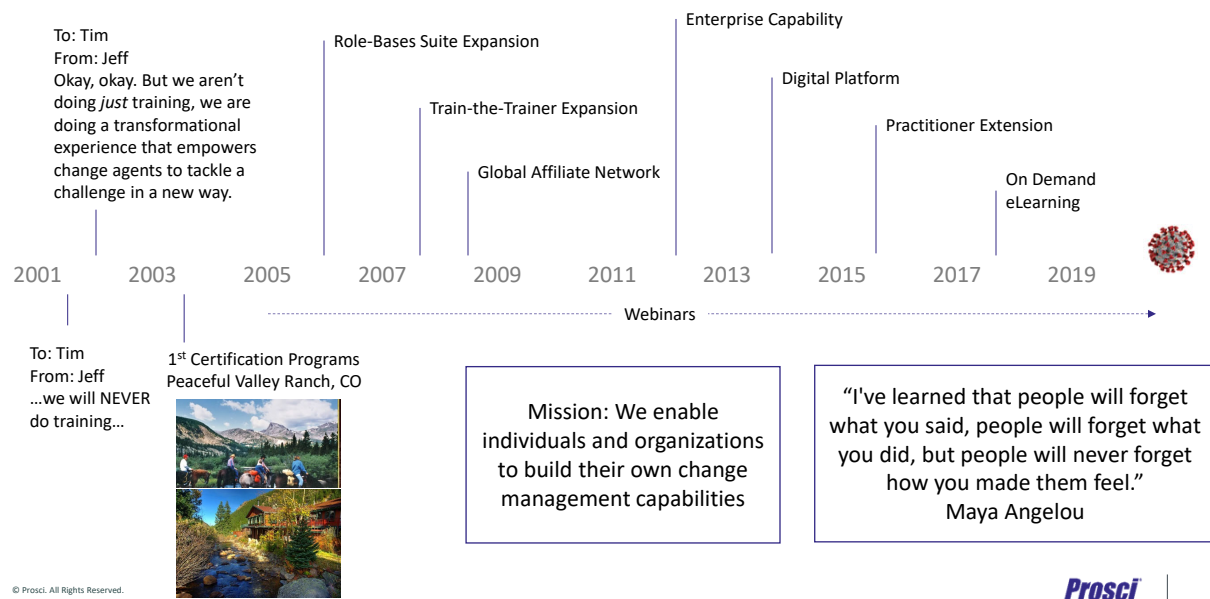 To: Tim
From: Jeff
Okay, okay. But we aren’t
doing just training, we are
doing a transformational
experience that empowers
change agents to tackle a
challenge in a new way.
Role-Bases Suite Expansion
Train-the-Trainer Expansion
Global Affiliate Network
Enterprise Capability
Digital Platform
Practitioner Extension
On Demand
eLearning
2001 2003 2005 2007 2009 2011 2013 2015 2017 2019
Webinars
To: Tim
From: Jeff
...we will NEVER
do training...
1st Certification Programs
Peaceful Valley Ranch, CO
Mission: We enable
individuals and organizations
to build their own change
management capabilities
“I've learned that people will forget
what you said, people will forget what
you did, but people will never forget
how you made them feel.”
Maya Angelou
© Prosci. All Rights Reserved.
Prosci